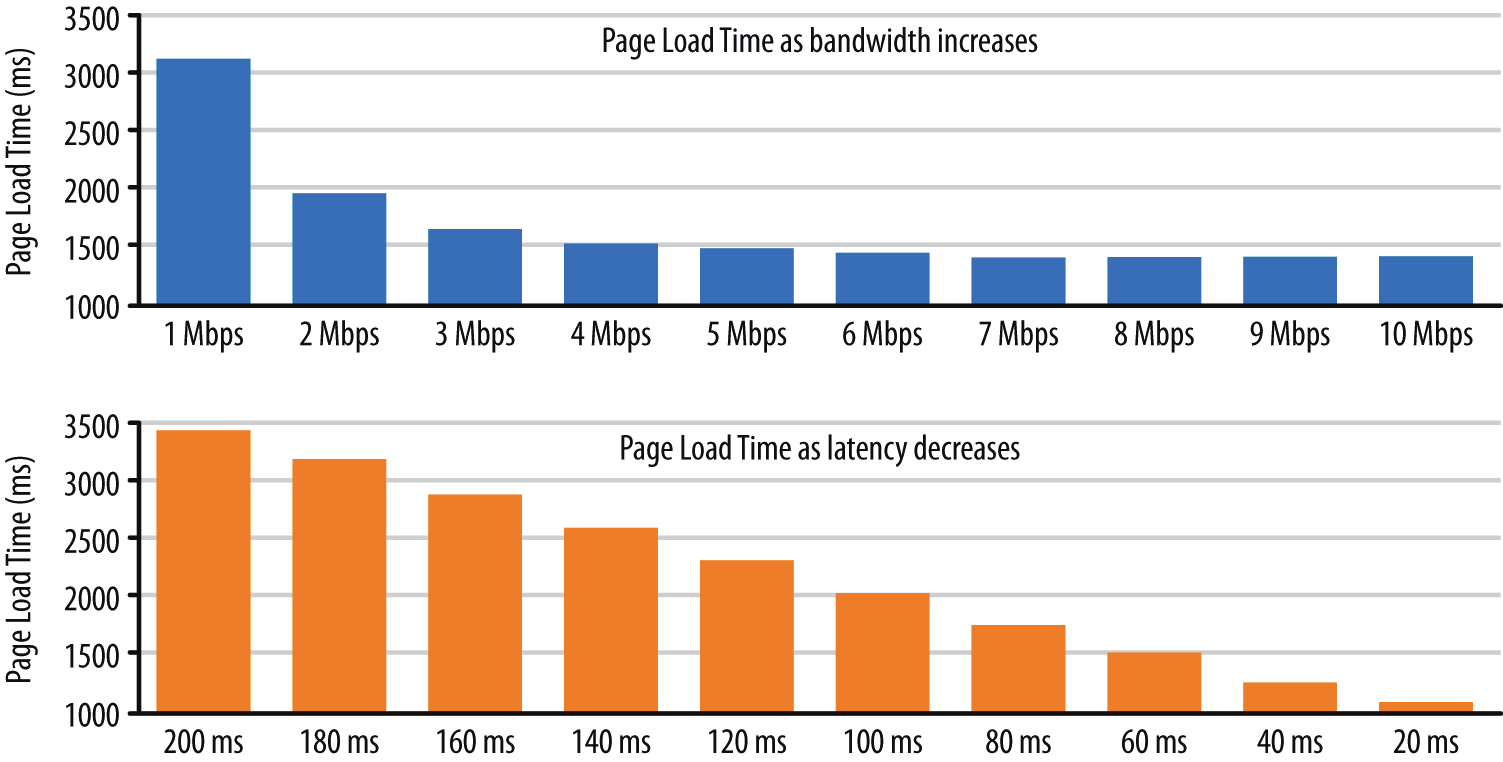 Page Load Time as bandwidth increases
Page Load Time (ms)
3500
3000
2500
2000
1500
1000
1 Mbps 2 Mbps 3 Mbps 4 Mbps 5 Mbps 6 Mbps 7 Mbps 8 Mbps 9 Mbps 10 Mbps
Page Load Time as latency decreases
Page Load Time (ms)
3500
3000
2500
2000
1500
1000
200 ms 180 ms 160 ms 140 ms 120 ms 100 ms 80 ms 60 ms 40 ms 20 ms